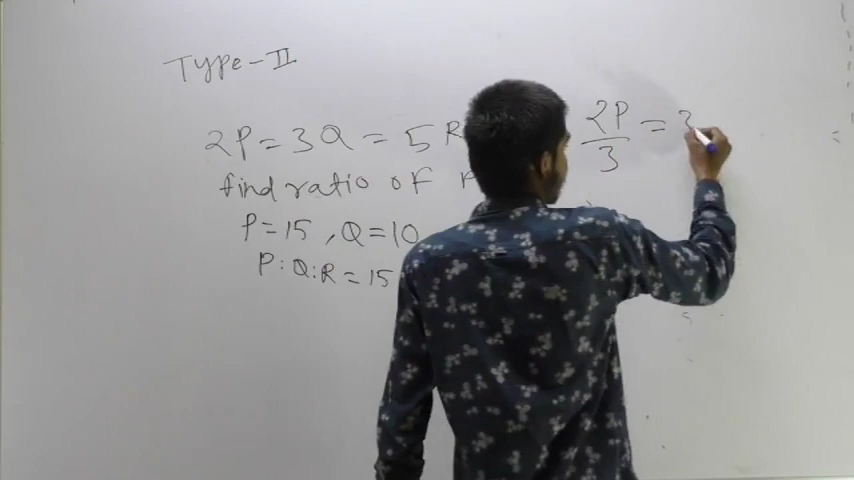 Type-II
2P = 3Q = 5R
find ratio of
P=15, Q=10
P:Q:R = 15
2P/3 = 3